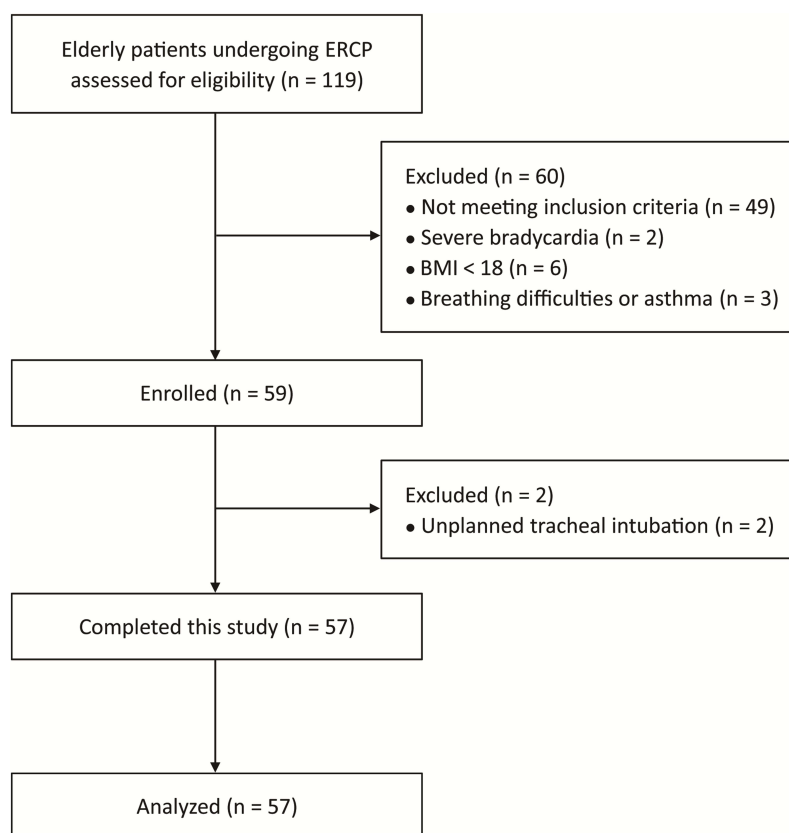 Elderly patients undergoing ERCP
assessed for eligibility (n = 119)
Excluded (n = 60)
● Not meeting inclusion criteria (n = 49)
● Severe bradycardia (n = 2)
● BMI < 18 (n = 6)
● Breathing difficulties or asthma (n = 3)
Enrolled (n = 59)
Excluded (n = 2)
● Unplanned tracheal intubation (n = 2)
Completed this study (n = 57)
Analyzed (n = 57)